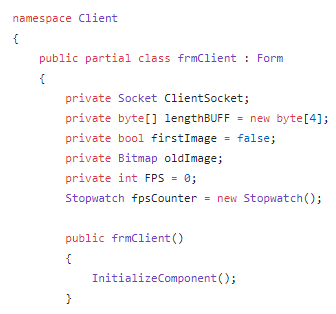 namespace Client
{
    public partial class frmClient : Form
    {
        private Socket ClientSocket;
        private byte[] lengthBUFF = new byte[4];
        private bool firstImage = false;
        private Bitmap oldImage;
        private int FPS = 0;
        Stopwatch fpsCounter = new Stopwatch();

        public frmClient()
        {
            InitializeComponent();
        }